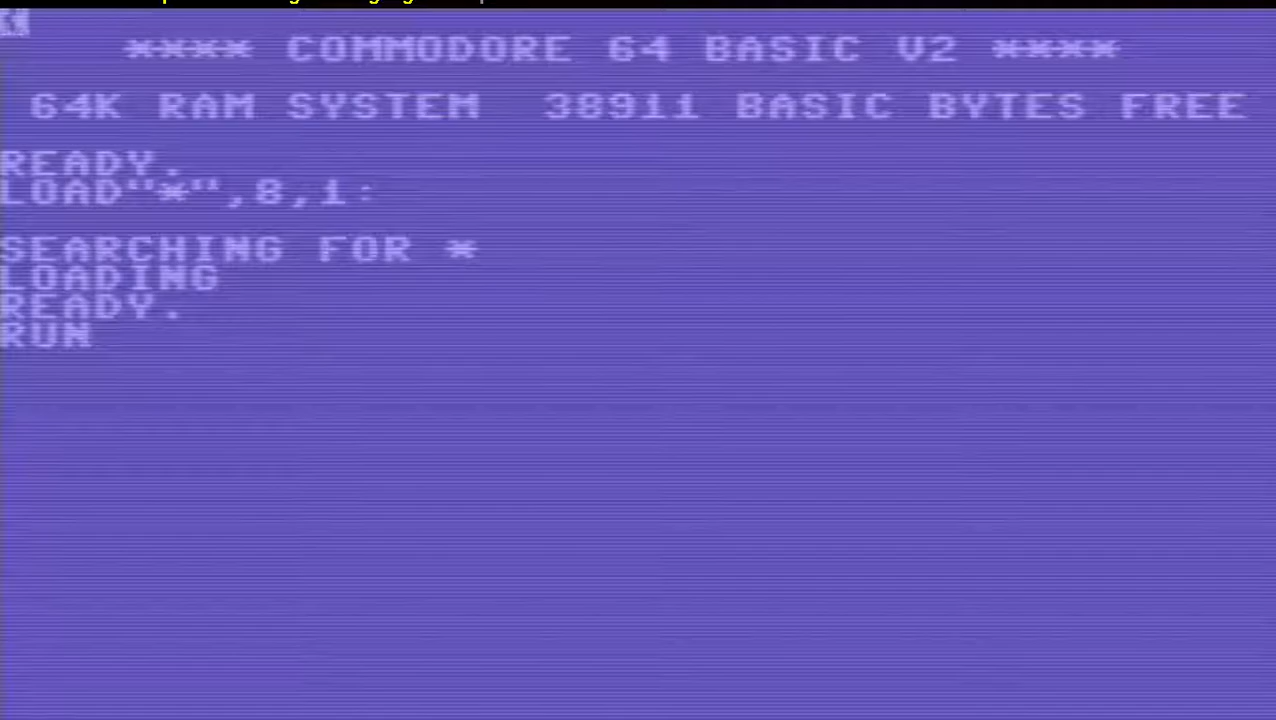 **** COMMODORE 64 BASIC V2 ****
64K RAM SYSTEM  38911 BASIC BYTES FREE
READY.
LOAD"*",8,1:
SEARCHING FOR *
LOADING
READY.
RUN